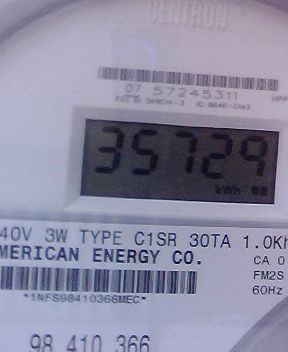 CENTRON
07 57245311
35729
kWh
40V 3W TYPE C1SR 30TA 1.0Kh
MERICAN ENERGY CO.
CA 0
FM2S
60Hz
*1NFS98410366MEC*
98 410 366